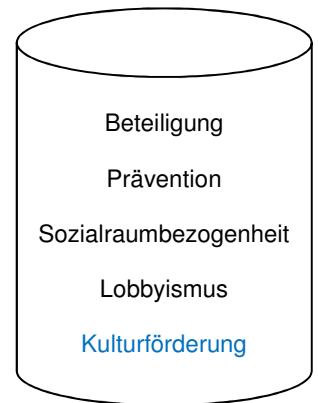 Beteiligung
Prävention
Sozialraumbezogenheit
Lobbyismus
Kulturförderung